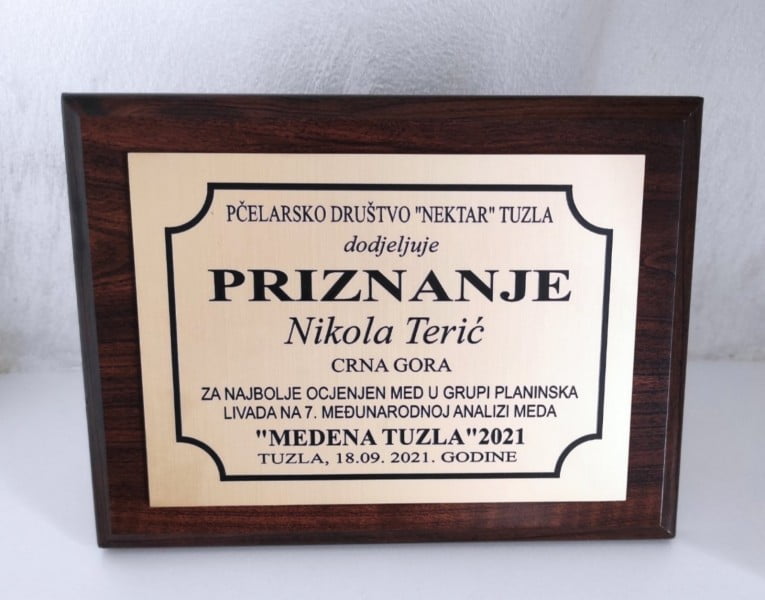 PČELARSKO DRUŠTVO "NEKTAR" TUZLA
dodjeljuje
PRIZNANJE
Nikola Terić
CRNA GORA
ZA NAJBOLJE OCJENJEN MED U GRUPI PLANINSKA
LIVADA NA 7. MEĐUNARODNOJ ANALIZI MEDA
"MEDENA TUZLA"2021
TUZLA, 18.09. 2021. GODINE